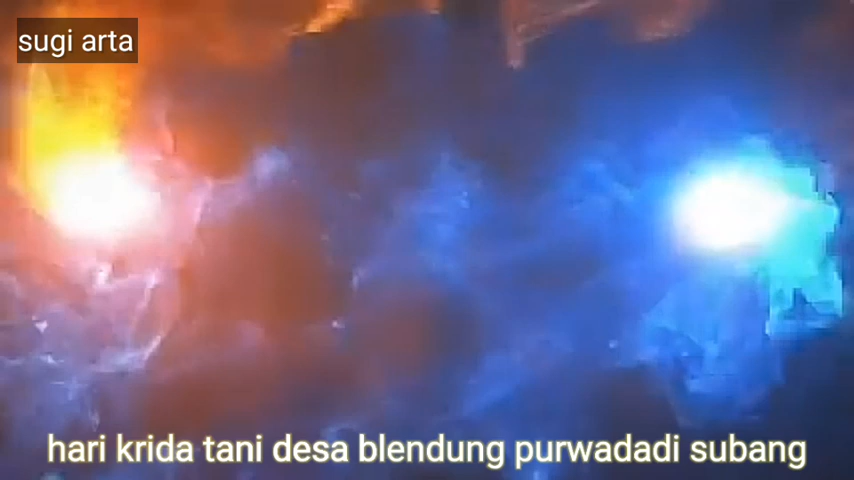 sugi arta
hari krida tani desa blendung purwadadi subang